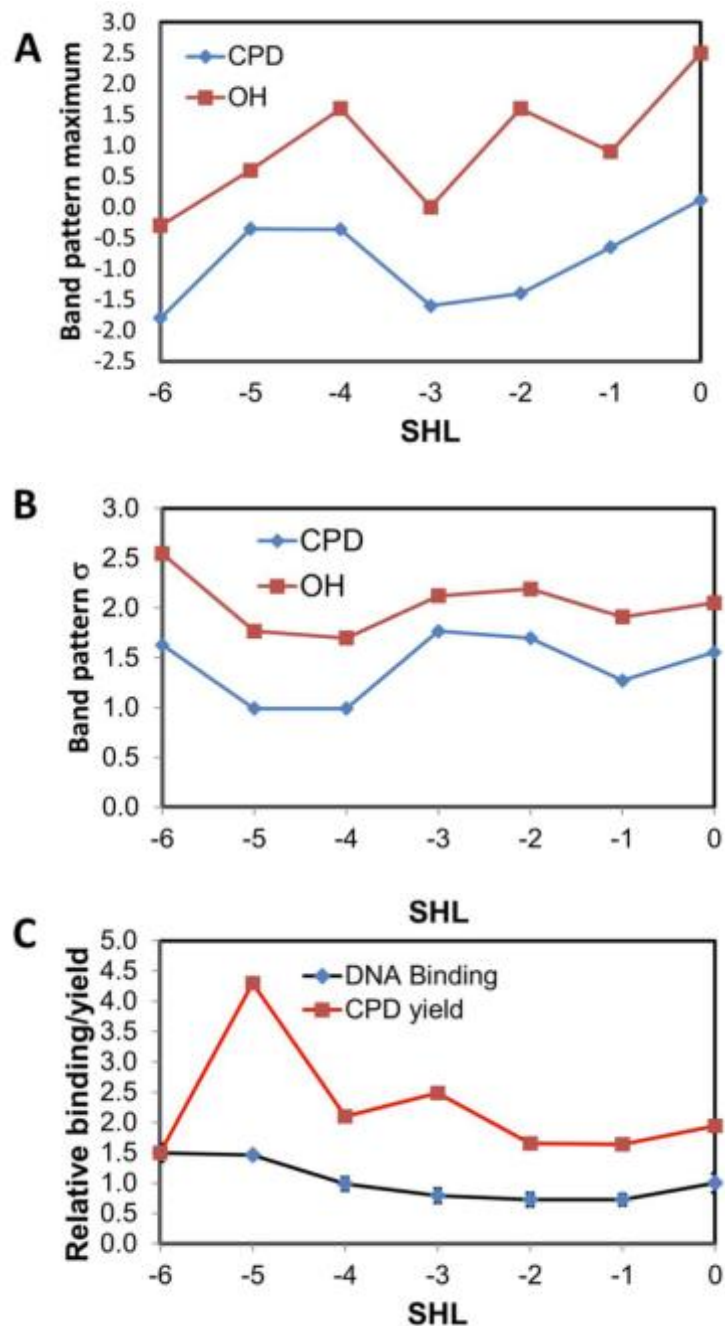 A
Band pattern maximum
3.0
2.5
2.0
1.5
1.0
0.5
0.0
-0.5
-1.0
-1.5
-2.0
-2.5
CPD
OH
-6 -5 -4 -3 -2 -1 0
SHL
B
Band pattern σ
3.0
2.5
2.0
1.5
1.0
0.5
0.0
CPD
OH
-6 -5 -4 -3 -2 -1 0
SHL
C
Relative binding/yield
5.0
4.5
4.0
3.5
3.0
2.5
2.0
1.5
1.0
0.5
0.0
DNA Binding
CPD yield
-6 -5 -4 -3 -2 -1 0
SHL